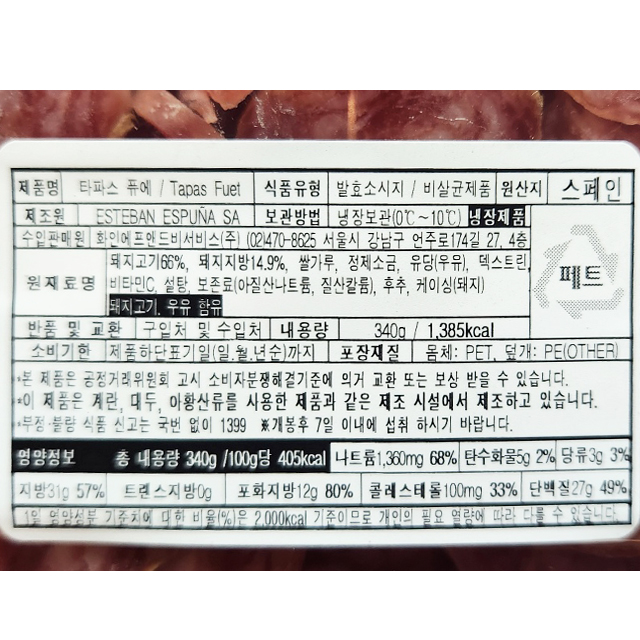 제품명 타파스 퓨에 / Tapas Fuet 식품유형 발효소시지 / 비살균제품 원산지 스페인
제조원 ESTEBAN ESPUÑA SA 보관방법 냉장보관(0℃~10℃) 냉장제품
수입판매원 화인에프앤드비서비스(주) (02)470-8625 서울시 강남구 언주로174길 27, 4층
원재료명 돼지고기66%, 돼지지방14.9%, 쌀가루, 정제소금, 유당(우유), 덱스트린,
비타민C, 설탕, 보존료(아질산나트륨, 질산칼륨), 후추, 케이싱(돼지)
돼지고기, 우유 함유
페트
반품 및 교환 구입처 및 수입처 내용량 340g / 1,385kcal
소비기한 제품하단표기일(일.월.년순)까지 포장재질 몸체: PET, 덮개: PE(OTHER)
*본 제품은 공정거래위원회 고시 소비자분쟁해결기준에 의거 교환 또는 보상 받을 수 있습니다.
*이 제품은 계란, 대두, 아황산류를 사용한 제품과 같은 제조 시설에서 제조하고 있습니다.
*부정·불량 식품 신고는 국번 없이 1399 ※개봉후 7일 이내에 섭취 하시기 바랍니다.
영양정보 총 내용량 340g /100g당 405kcal 나트륨1,360mg 68% 탄수화물5g 2% 당류3g 3%
지방31g 57% 트랜스지방0g 포화지방12g 80% 콜레스테롤100mg 33% 단백질27g 49%
1일 영양성분 기준치에 대한 비율(%)은 2,000kcal 기준이므로 개인의 필요 열량에 따라 다를 수 있습니다.